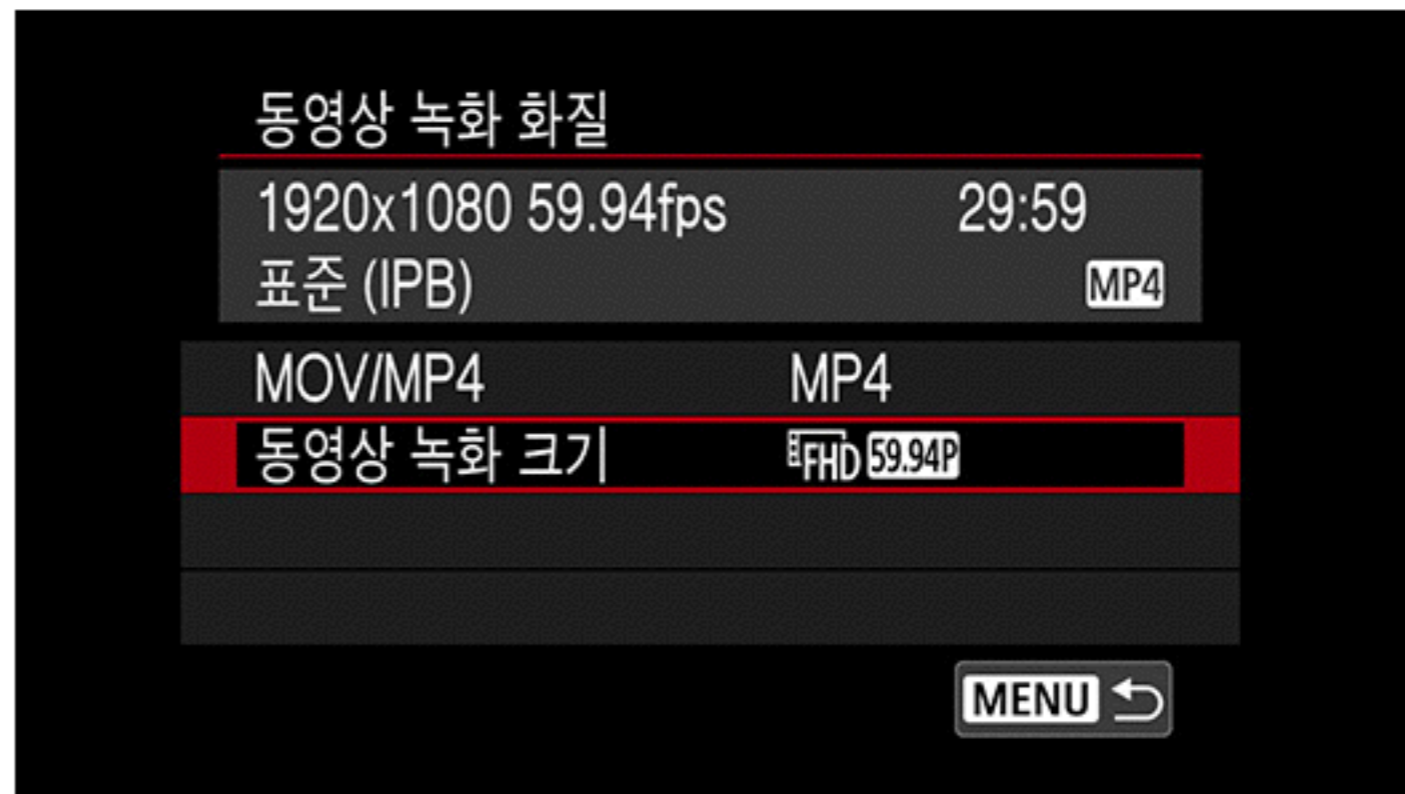 동영상 녹화 화질
1920x1080 59.94fps 29:59
표준 (IPB) MP4
MOV/MP4 MP4
동영상 녹화 크기 FHD 59.94P
MENU